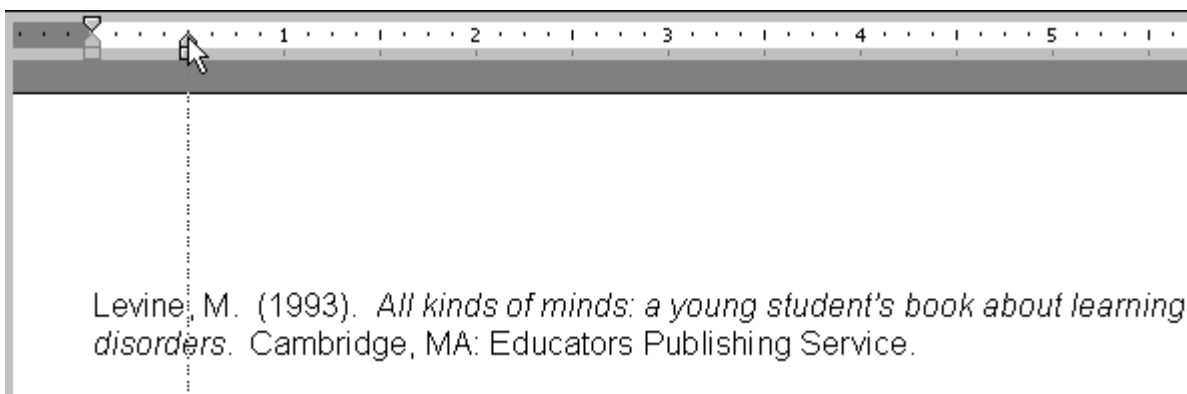 1 2 3 4 5
Levine, M.  (1993).  All kinds of minds: a young student's book about learning
disorders.  Cambridge, MA: Educators Publishing Service.